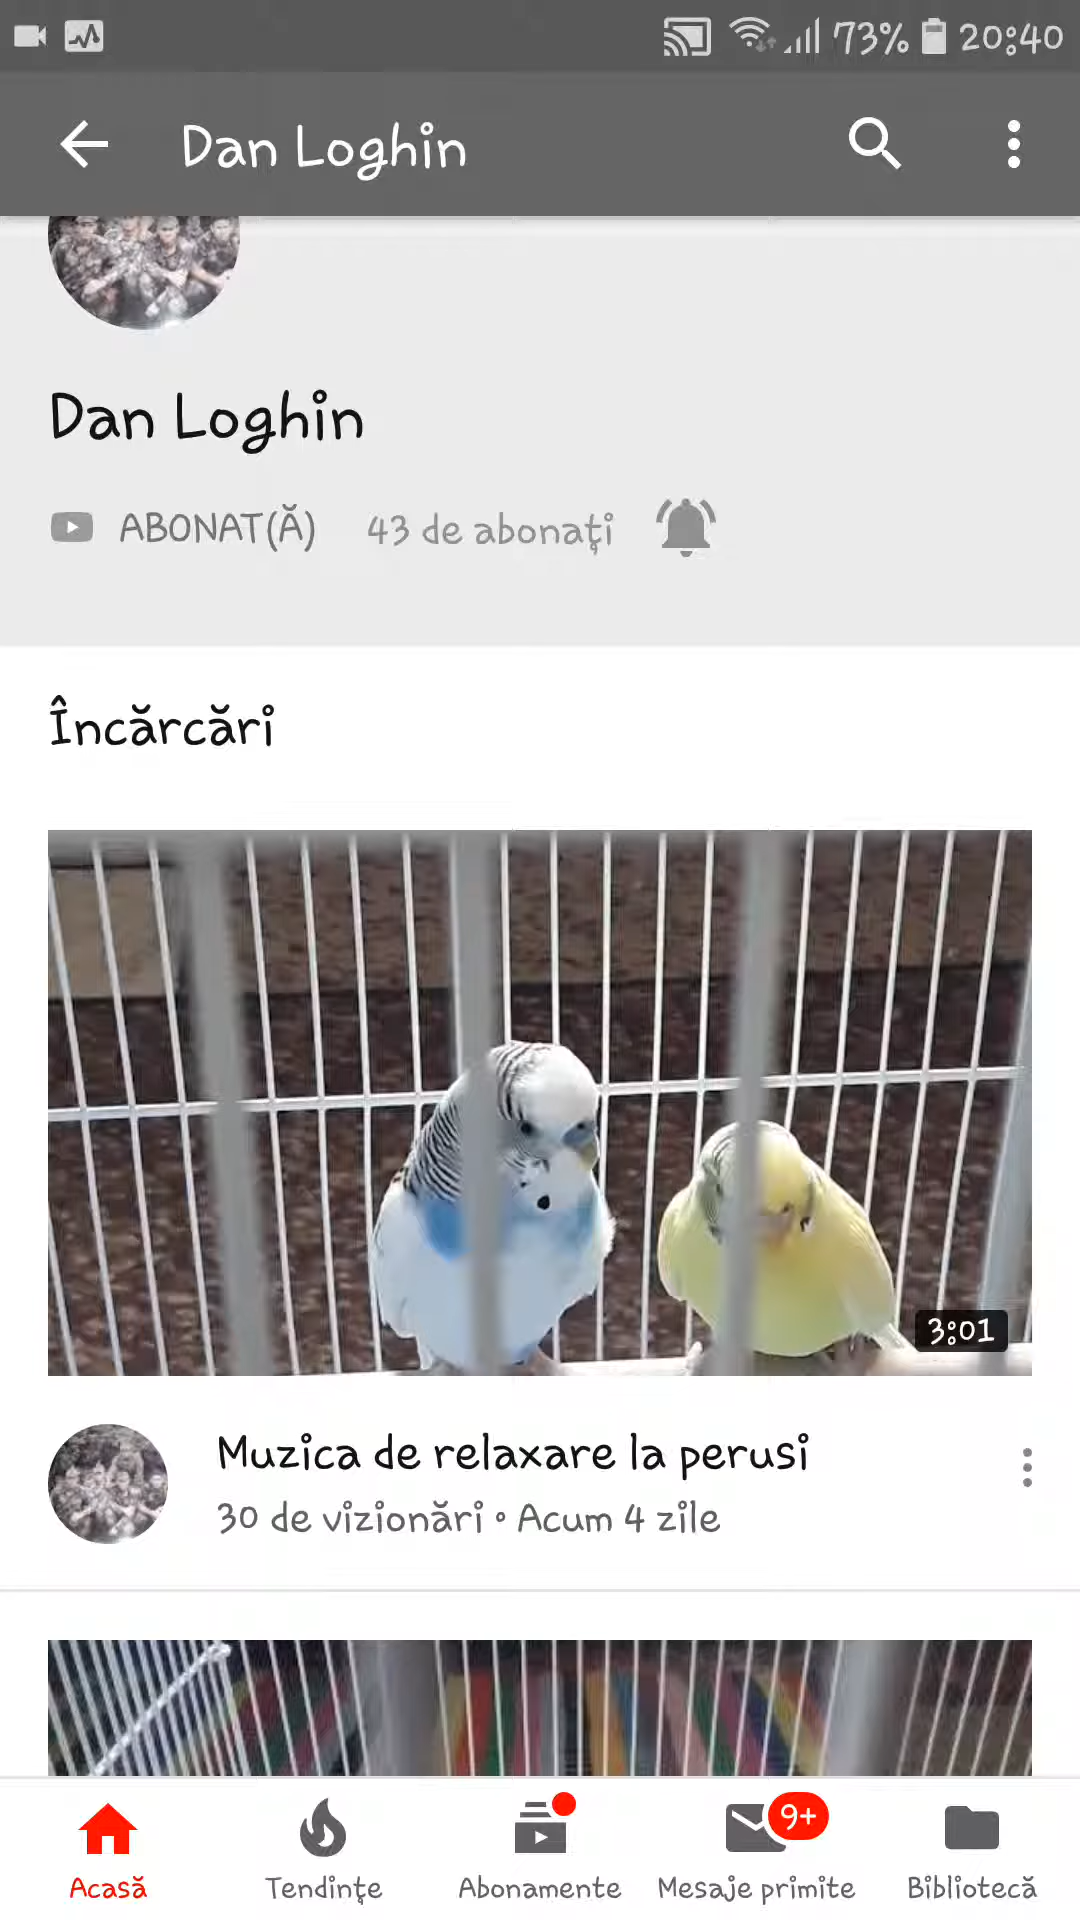 73% 20:40
Dan Loghin
Dan Loghin
ABONAT(Ă) 43 de abonați
Încărcări
3:01
Muzica de relaxare la perusi
30 de vizionări • Acum 4 zile
9+
Acasă Tendințe Abonamente Mesaje primite Bibliotecă